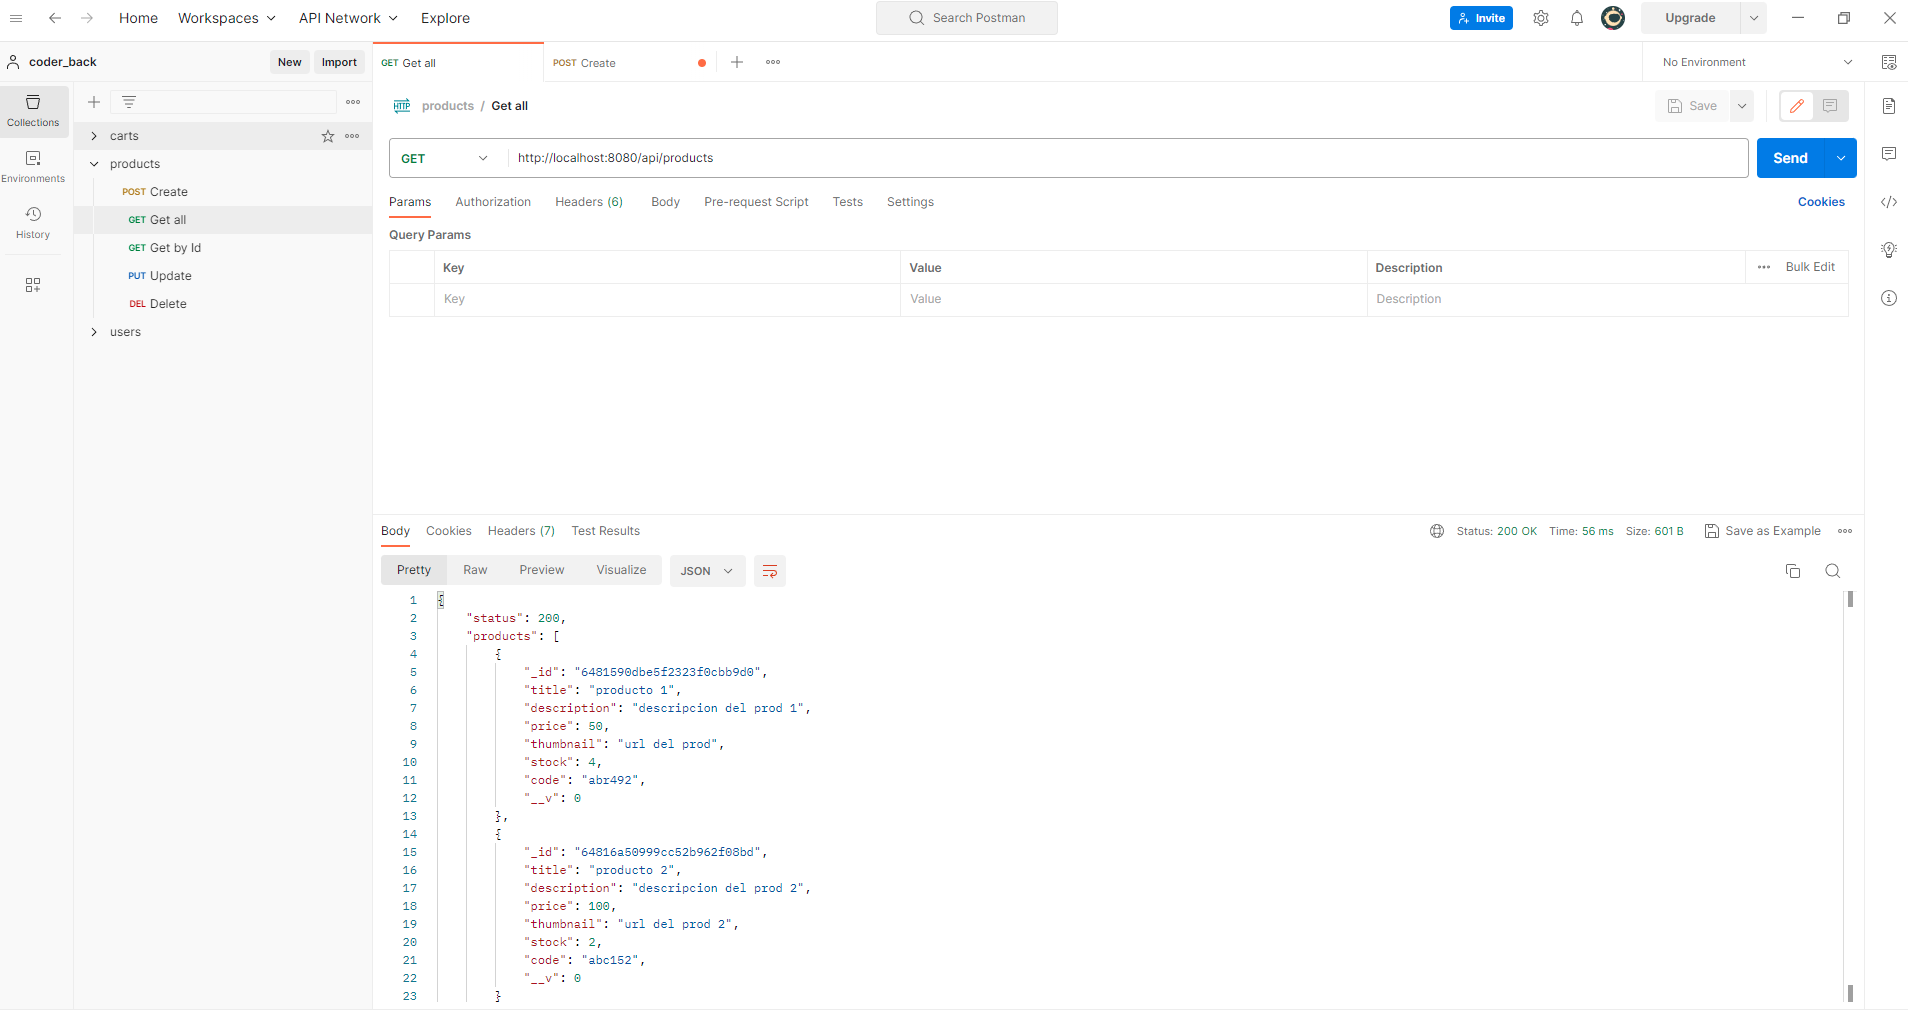 Home Workspaces API Network Explore Search Postman Invite Upgrade
coder_back New Import GET Get all POST Create No Environment
Collections
Environments
History
carts
products
POST Create
GET Get all
GET Get by Id
PUT Update
DEL Delete
users
HTTP products / Get all Save
GET http://localhost:8080/api/products Send
Params Authorization Headers (6) Body Pre-request Script Tests Settings Cookies
Query Params
Key Value Description Bulk Edit
Key Value Description
Body Cookies Headers (7) Test Results Status: 200 OK Time: 56 ms Size: 601 B Save as Example
Pretty Raw Preview Visualize JSON
1 {
2 "status": 200,
3 "products": [
4 {
5 "_id": "6481590dbe5f2323f0cbb9d0",
6 "title": "producto 1",
7 "description": "descripcion del prod 1",
8 "price": 50,
9 "thumbnail": "url del prod",
10 "stock": 4,
11 "code": "abr492",
12 "__v": 0
13 },
14 {
15 "_id": "64816a50999cc52b962f08bd",
16 "title": "producto 2",
17 "description": "descripcion del prod 2",
18 "price": 100,
19 "thumbnail": "url del prod 2",
20 "stock": 2,
21 "code": "abc152",
22 "__v": 0
23 }